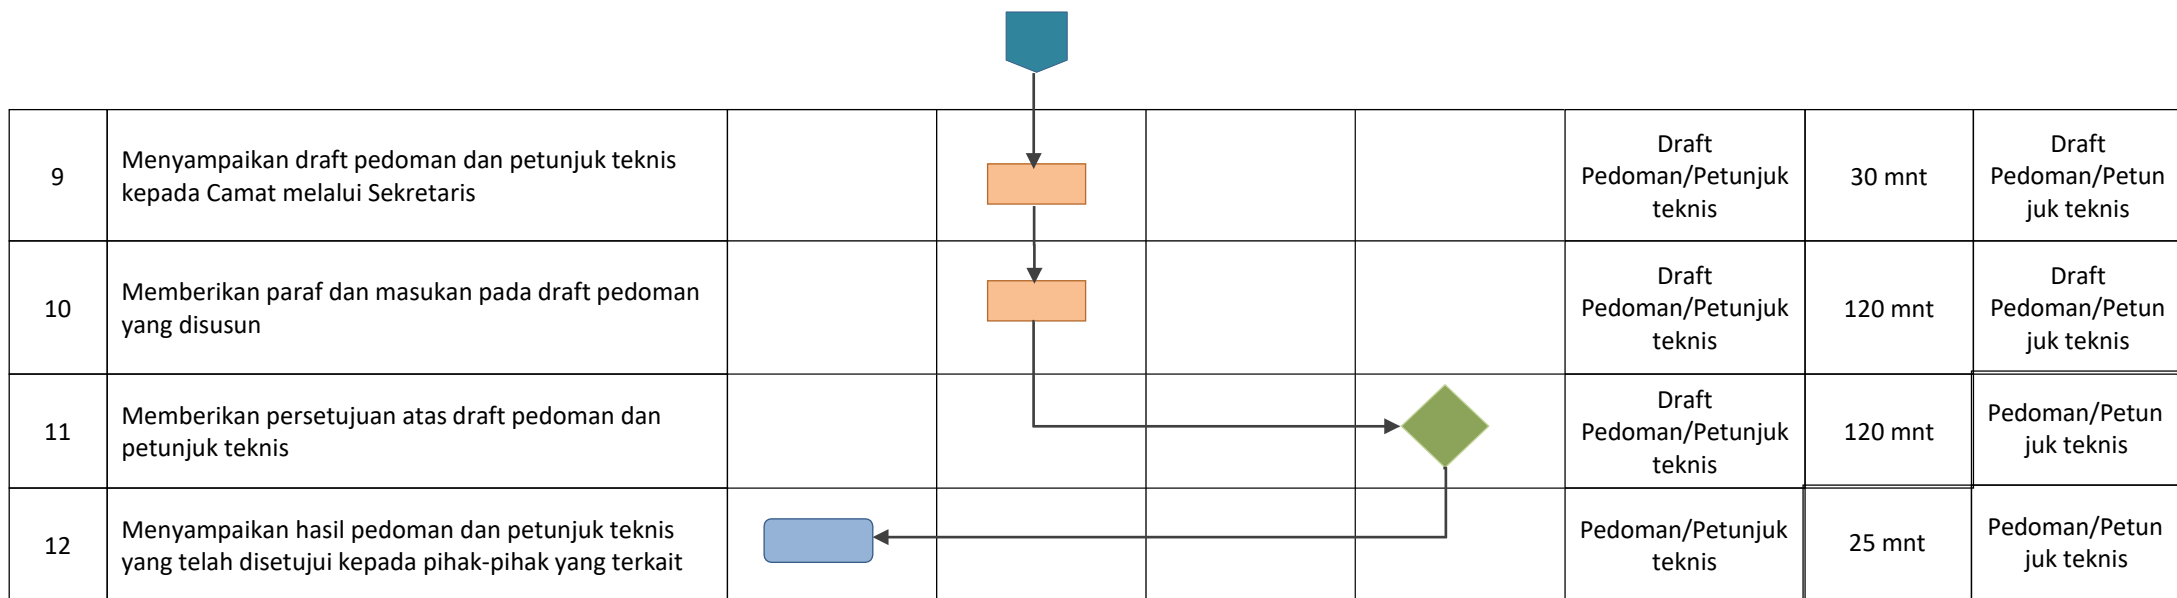 9
Menyampaikan draft pedoman dan petunjuk teknis
kepada Camat melalui Sekretaris
Draft
Pedoman/Petunjuk
teknis
30 mnt
Draft
Pedoman/Petun
juk teknis
10
Memberikan paraf dan masukan pada draft pedoman
yang disusun
Draft
Pedoman/Petunjuk
teknis
120 mnt
Draft
Pedoman/Petun
juk teknis
11
Memberikan persetujuan atas draft pedoman dan
petunjuk teknis
Draft
Pedoman/Petunjuk
teknis
120 mnt
Pedoman/Petun
juk teknis
12
Menyampaikan hasil pedoman dan petunjuk teknis
yang telah disetujui kepada pihak-pihak yang terkait
Pedoman/Petunjuk
teknis
25 mnt
Pedoman/Petun
juk teknis